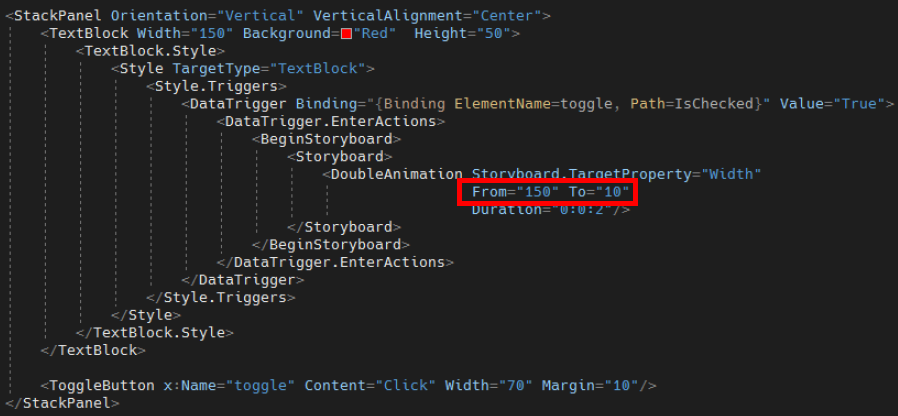 <StackPanel Orientation="Vertical" VerticalAlignment="Center">
<TextBlock Width="150" Background="Red" Height="50">
<TextBlock.Style>
<Style TargetType="TextBlock">
<Style.Triggers>
<DataTrigger Binding="{Binding ElementName=toggle, Path=IsChecked}" Value="True">
<DataTrigger.EnterActions>
<BeginStoryboard>
<Storyboard>
<DoubleAnimation Storyboard.TargetProperty="Width"
From="150" To="10"
Duration="0:0:2"/>
</Storyboard>
</BeginStoryboard>
</DataTrigger.EnterActions>
</DataTrigger>
</Style.Triggers>
</Style>
</TextBlock.Style>
</TextBlock>
<ToggleButton x:Name="toggle" Content="Click" Width="70" Margin="10"/>
</StackPanel>